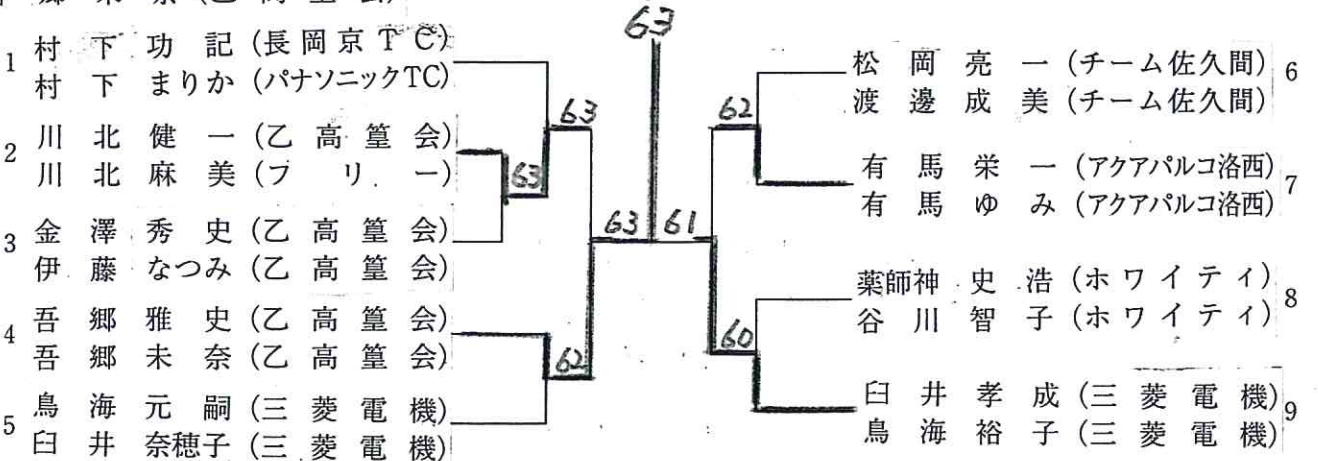 63
1 村下功記(長岡京TC)
村下まりか(パナソニックTC)
2 川北健一(乙高篁会)
川北麻美(フリー)
3 金澤秀史(乙高篁会)
伊藤なつみ(乙高篁会)
4 吾郷雅史(乙高篁会)
吾郷未奈(乙高篁会)
5 鳥海元嗣(三菱電機)
臼井奈穂子(三菱電機)
63
63
62
63 61
62
60
松岡亮一(チーム佐久間) 6
渡邊成美(チーム佐久間)
有馬栄一(アクアパルコ洛西) 7
有馬ゆみ(アクアパルコ洛西)
薬師神史浩(ホワイティ) 8
谷川智子(ホワイティ)
臼井孝成(三菱電機) 9
鳥海裕子(三菱電機)